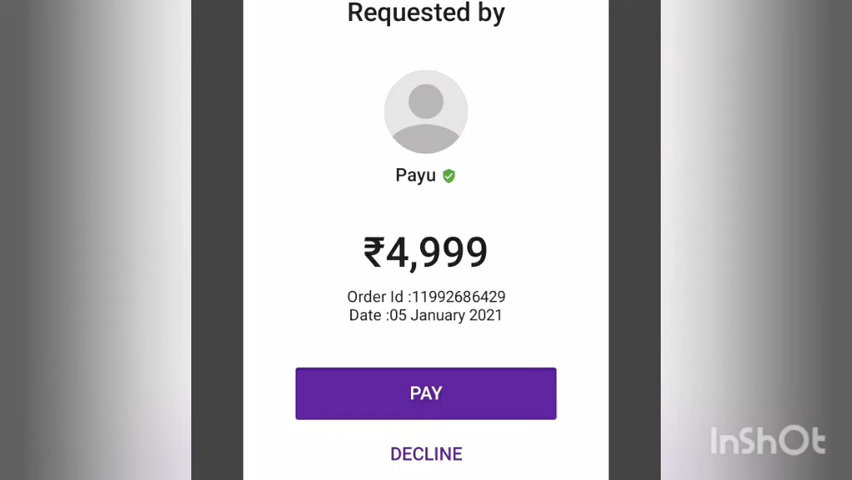 Requested by
Payu
₹4,999
Order Id :11992686429
Date :05 January 2021
PAY
DECLINE
InShOt